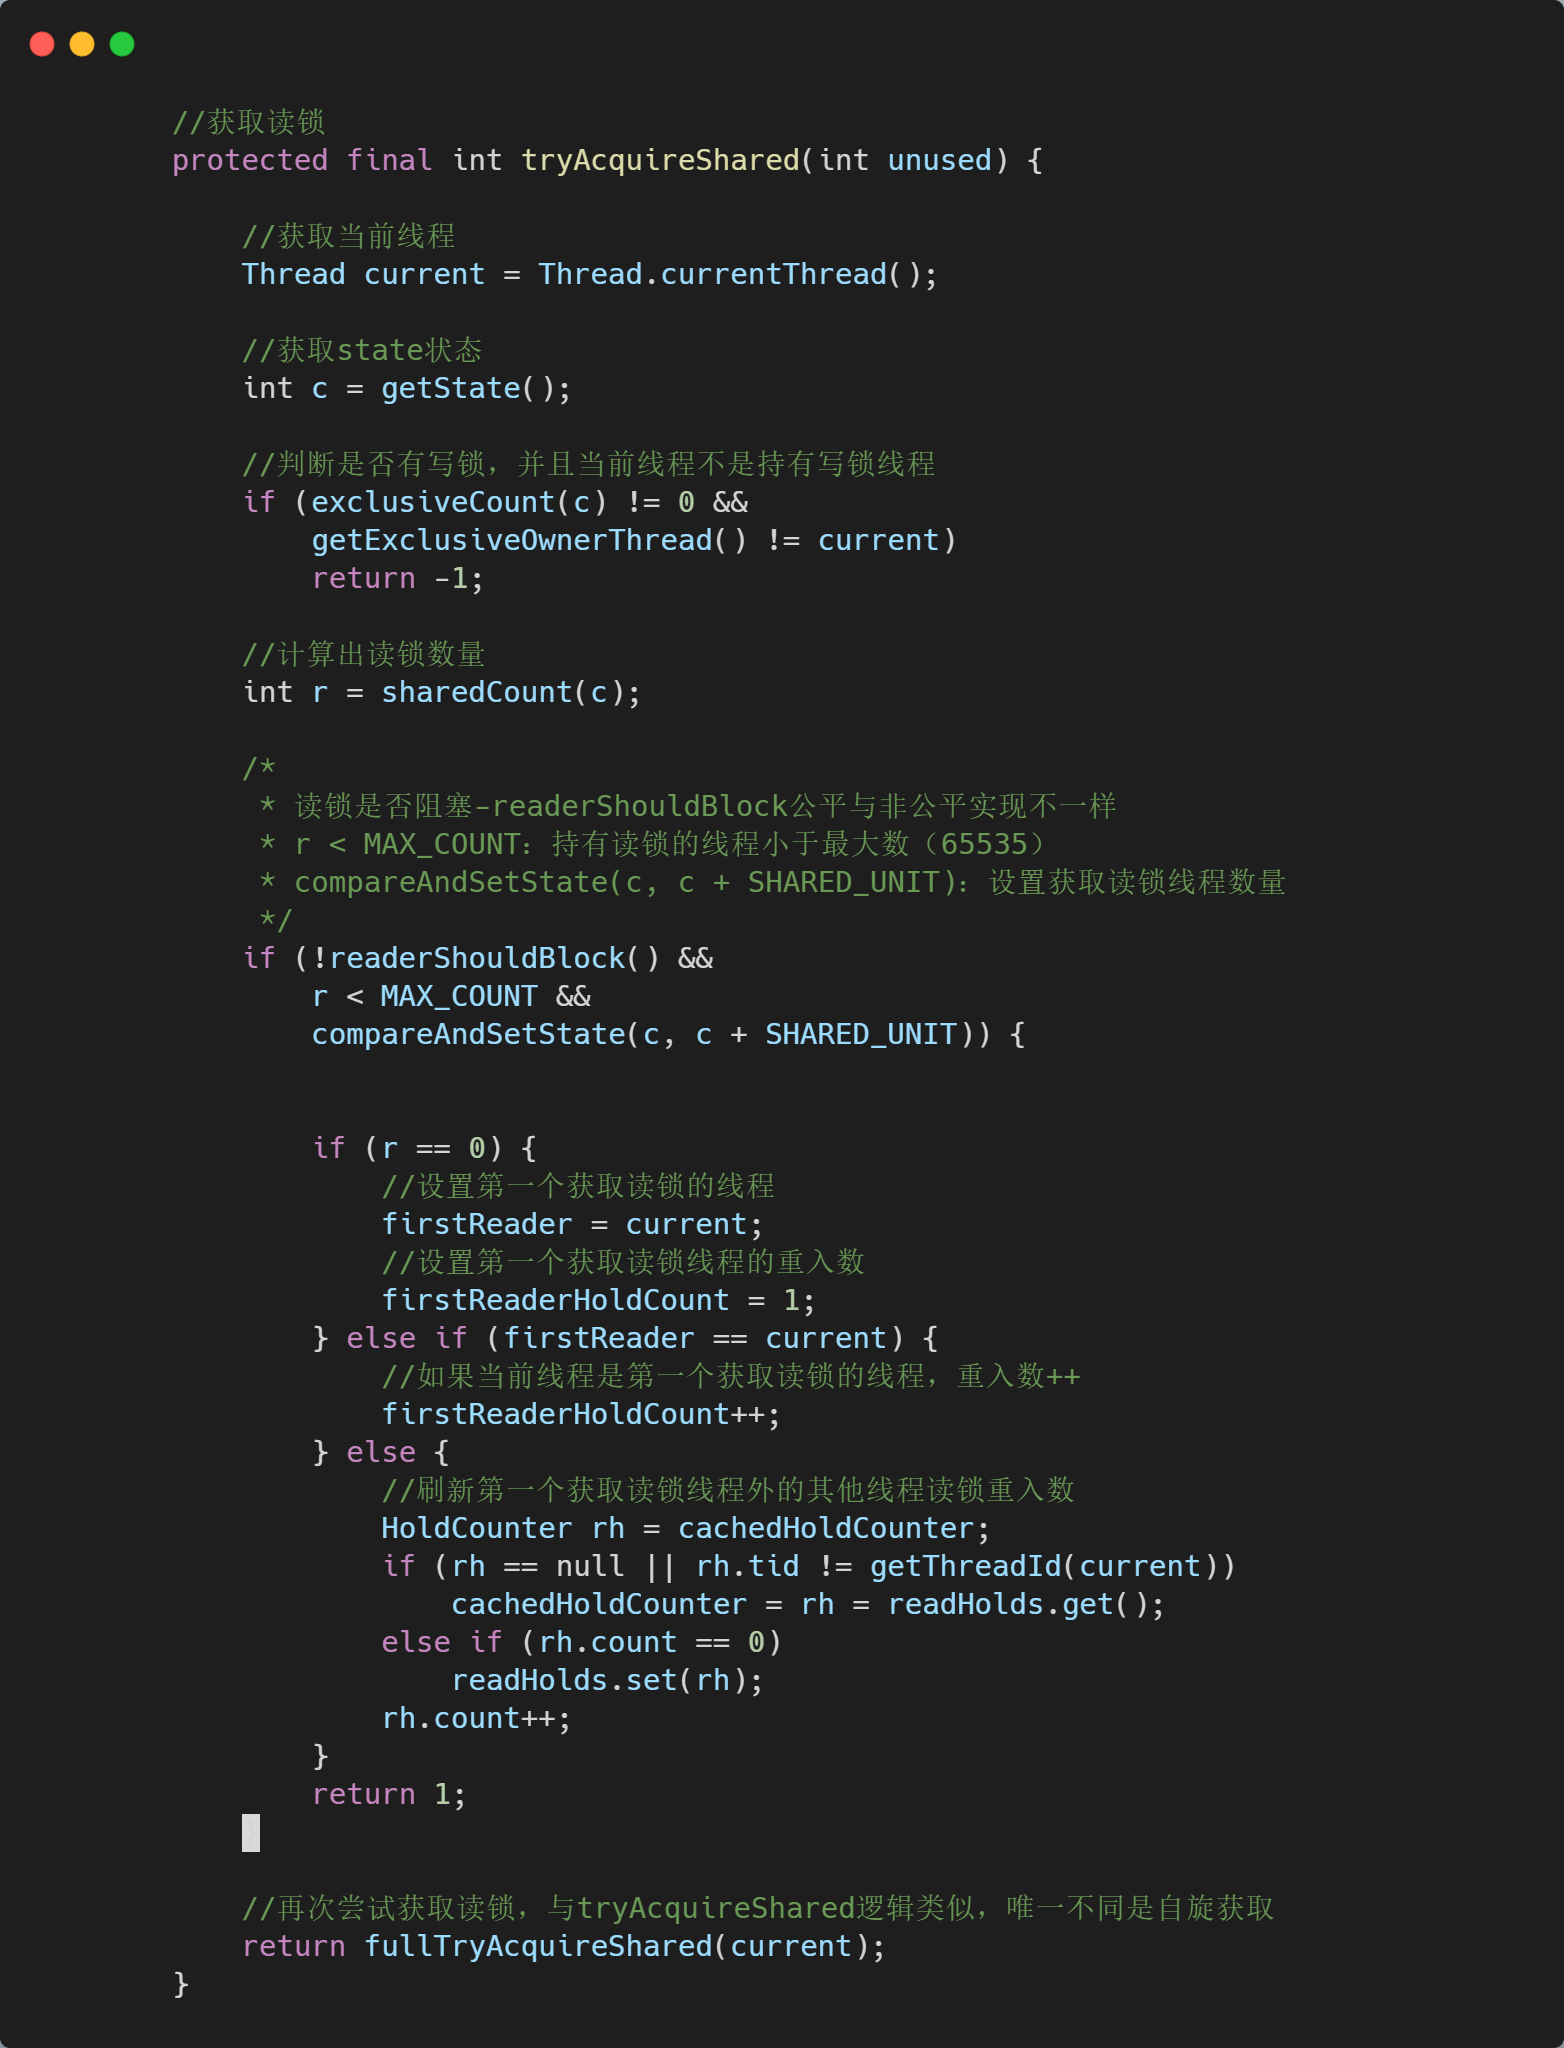 //获取读锁
protected final int tryAcquireShared(int unused) {
//获取当前线程
Thread current = Thread.currentThread();
//获取state状态
int c = getState();
//判断是否有写锁，并且当前线程不是持有写锁线程
if (exclusiveCount(c) != 0 &&
getExclusiveOwnerThread() != current)
return -1;
//计算出读锁数量
int r = sharedCount(c);
/*
* 读锁是否阻塞-readerShouldBlock公平与非公平实现不一样
* r < MAX_COUNT：持有读锁的线程小于最大数（65535）
* compareAndSetState(c, c + SHARED_UNIT)：设置获取读锁线程数量
*/
if (!readerShouldBlock() &&
r < MAX_COUNT &&
compareAndSetState(c, c + SHARED_UNIT)) {
if (r == 0) {
//设置第一个获取读锁的线程
firstReader = current;
//设置第一个获取读锁线程的重入数
firstReaderHoldCount = 1;
} else if (firstReader == current) {
//如果当前线程是第一个获取读锁的线程，重入数++
firstReaderHoldCount++;
} else {
//刷新第一个获取读锁线程外的其他线程读锁重入数
HoldCounter rh = cachedHoldCounter;
if (rh == null || rh.tid != getThreadId(current))
cachedHoldCounter = rh = readHolds.get();
else if (rh.count == 0)
readHolds.set(rh);
rh.count++;
}
return 1;
//再次尝试获取读锁，与tryAcquireShared逻辑类似，唯一不同是自旋获取
return fullTryAcquireShared(current);
}